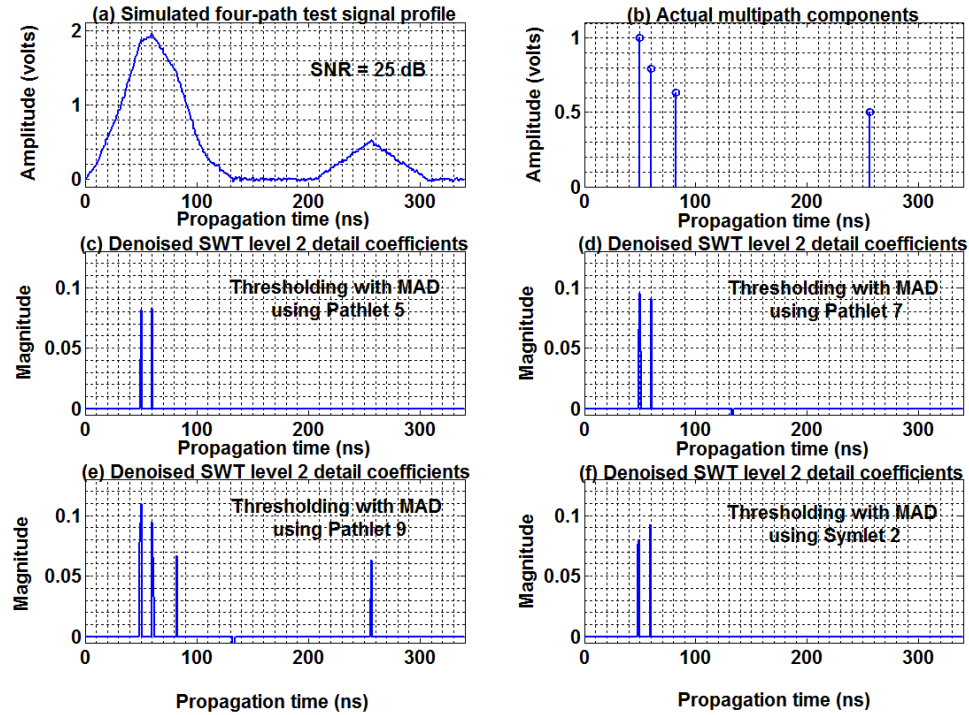 (a) Simulated four-path test signal profile
Amplitude (volts)
2
1
0
SNR = 25 dB
0 100 200 300
Propagation time (ns)
(b) Actual multipath components
Amplitude (volts)
1
0.5
0
0 100 200 300
Propagation time (ns)
(c) Denoised SWT level 2 detail coefficients
Magnitude
0.1
0.05
0
Thresholding with MAD
using Pathlet 5
0 100 200 300
Propagation time (ns)
(d) Denoised SWT level 2 detail coefficients
Magnitude
0.1
0.05
0
Thresholding with MAD
using Pathlet 7
0 100 200 300
Propagation time (ns)
(e) Denoised SWT level 2 detail coefficients
Magnitude
0.1
0.05
0
Thresholding with MAD
using Pathlet 9
0 100 200 300
Propagation time (ns)
(f) Denoised SWT level 2 detail coefficients
Magnitude
0.1
0.05
0
Thresholding with MAD
using Symlet 2
0 100 200 300
Propagation time (ns)